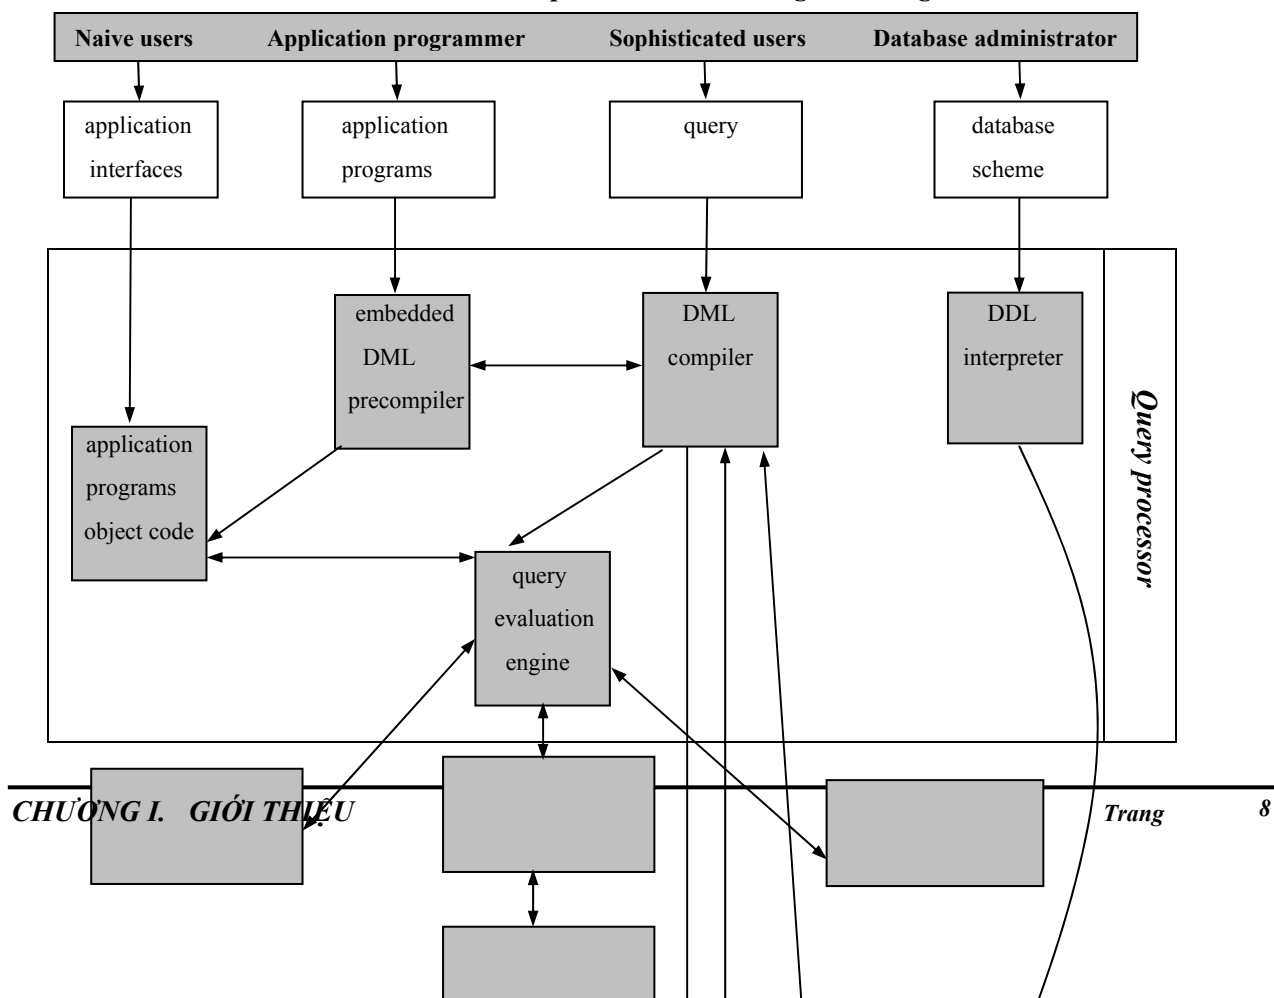 Naive users Application programmer Sophisticated users Database administrator
application
interfaces
application
programs
query
database
scheme
embedded
DML
precompiler
DML
compiler
DDL
interpreter
Query processor
application
programs
object code
query
evaluation
engine
CHƯƠNG I. GIỚI THIỆU Trang 8